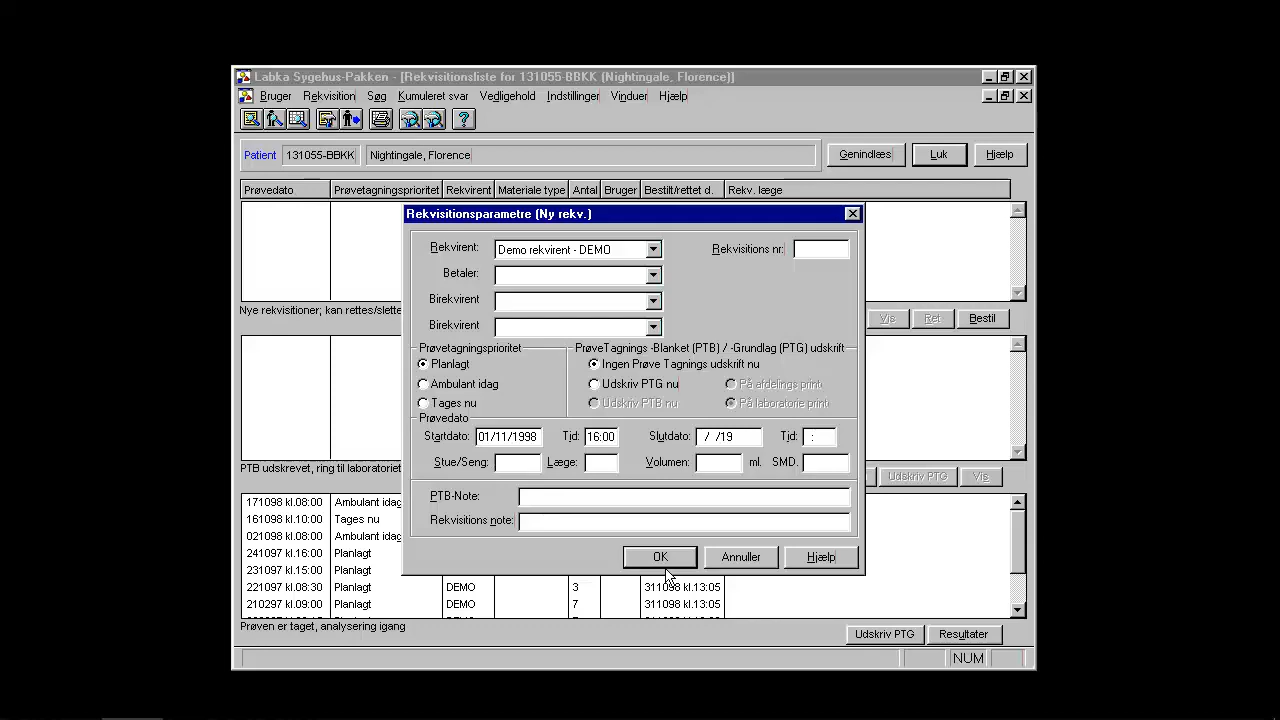 Labka Sygehus-Pakken - [Rekvisitionsliste for 131055-BBKK (Nightingale, Florence)]
Bruger Rekvisition Søg Kumuleret svar Vedligehold Indstillinger Vinduer Hjælp
Patient 131055-BBKK Nightingale, Florence Genindlæs Luk Hjælp
Prøvedato Prøvetagningsprioritet Rekvirent Materiale type Antal Bruger Bestilt/rettet d. Rekv. læge
Rekvisitionsparametre (Ny rekv.)
Rekvirent: Demo rekvirent - DEMO Rekvisitions nr:
Betaler:
Birekvirent
Birekvirent
Nye rekvisitioner; kan rettes/slette Vis Ret Bestil
Prøvetagningsprioritet PrøveTagnings -Blanket (PTB) / -Grundlag (PTG) udskrift
Planlagt Ingen Prøve Tagnings udskrift nu
Ambulant idag Udskriv PTG nu På afdelings print
Tages nu Udskriv PTB nu På laboratorie print
Prøvedato
Startdato: 01/11/1998 Tid: 16:00 Slutdato: / /19 Tid: :
Stue/Seng: Læge: Volumen: ml. SMD.
PTB udskrevet, ring til laboratoriet Udskriv PTG Vis
PTB-Note:
Rekvisitions note:
OK Annuller Hjælp
171098 kl.08:00 Ambulant idag
161098 kl.10:00 Tages nu
021098 kl.08:00 Ambulant idag
241097 kl.16:00 Planlagt
231097 kl.15:00 Planlagt
221097 kl.08:30 Planlagt DEMO 3 311098 kl.13:05
210297 kl.09:00 Planlagt DEMO 7 311098 kl.13:05
Prøven er taget, analysering igang
Udskriv PTG Resultater
NUM